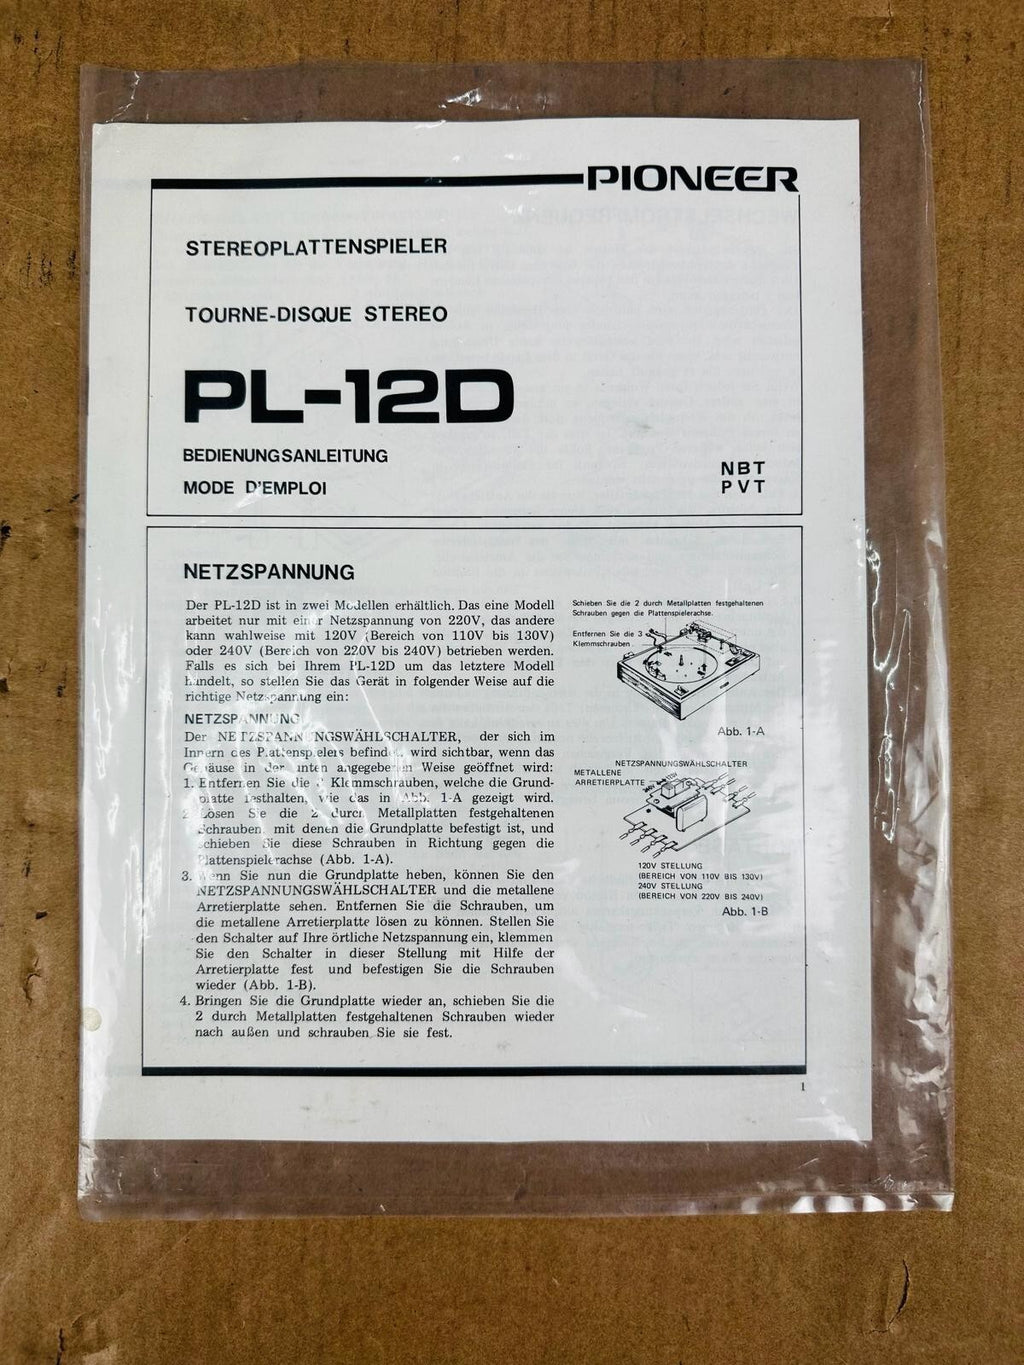 PIONEER
STEREOPLATTENSPIELER
TOURNE-DISQUE STEREO
PL-12D
BEDIENUNGSANLEITUNG
MODE D'EMPLOI
NBT
PVT
NETZSPANNUNG
Der PL-12D ist in zwei Modellen erhältlich. Das eine Modell
arbeitet nur mit einer Netzspannung von 220V, das andere
kann wahlweise mit 120V (Bereich von 110V bis 130V)
oder 240V (Bereich von 220V bis 240V) betrieben werden.
Falls es sich bei Ihrem PL-12D um das letztere Modell
handelt, so stellen Sie das Gerät in folgender Weise auf die
richtige Netzspannung ein:
NETZSPANNUNG
Der NETZSPANNUNGSWÄHLSCHALTER, der sich im
Innern des Plattenspielers befindet, wird sichtbar, wenn das
Gehäuse in der unten angegebenen Weise geöffnet wird:
1. Entfernen Sie die 3 Klemmschrauben, welche die Grund-
platte festhalten, wie das in Abb. 1-A gezeigt wird.
2. Lösen Sie die 2 durch Metallplatten festgehaltenen
Schrauben, mit denen die Grundplatte befestigt ist, und
schieben Sie diese Schrauben in Richtung gegen die
Plattenspielerachse (Abb. 1-A).
3. Wenn Sie nun die Grundplatte heben, können Sie den
NETZSPANNUNGSWÄHLSCHALTER und die metallene
Arretierplatte sehen. Entfernen Sie die Schrauben, um
die metallene Arretierplatte lösen zu können. Stellen Sie
den Schalter auf Ihre örtliche Netzspannung ein, klemmen
Sie den Schalter in dieser Stellung mit Hilfe der
Arretierplatte fest und befestigen Sie die Schrauben
wieder (Abb. 1-B).
4. Bringen Sie die Grundplatte wieder an, schieben Sie die
2 durch Metallplatten festgehaltenen Schrauben wieder
nach außen und schrauben Sie sie fest.
Schieben Sie die 2 durch Metallplatten festgehaltenen
Schrauben gegen die Plattenspielerachse.
Entfernen Sie die 3
Klemmschrauben
Abb. 1-A
NETZSPANNUNGSWÄHLSCHALTER
METALLENE
ARRETIERPLATTE
120V STELLUNG
(BEREICH VON 110V BIS 130V)
240V STELLUNG
(BEREICH VON 220V BIS 240V)
Abb. 1-B
1